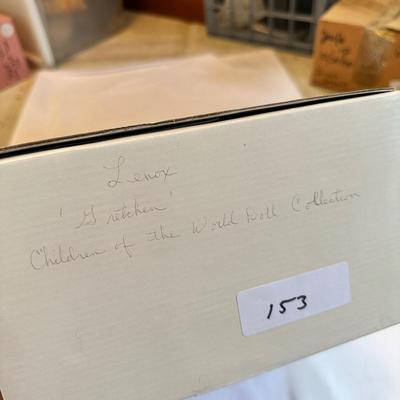 Lenox
'Gretchen'
Children of the World Doll Collection
153